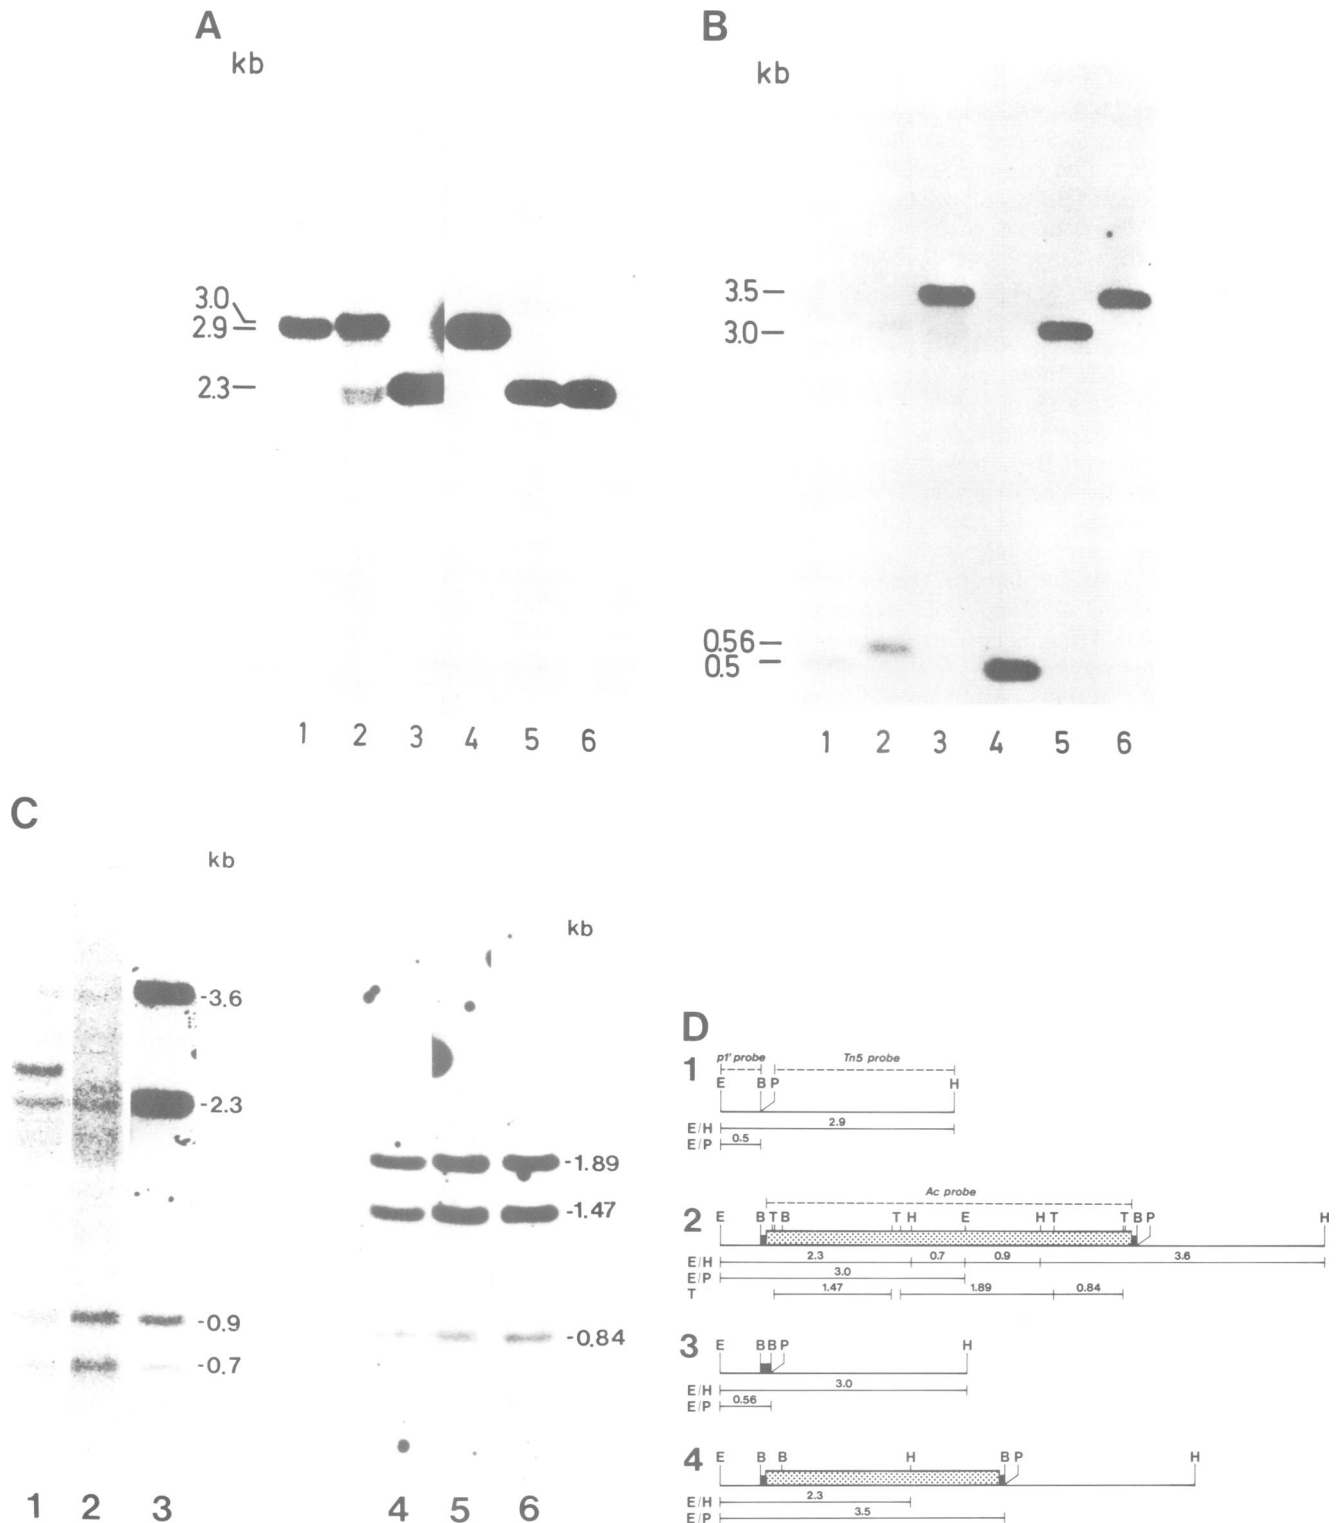 A
kb
3.0
2.9
2.3
1 2 3 4 5 6
B
kb
3.5
3.0
0.56
0.5
1 2 3 4 5 6
C
kb
-3.6
-2.3
-0.9
-0.7
1 2 3
kb
-1.89
-1.47
-0.84
4 5 6
D
1
p1' probe Tn5 probe
E B P H
E/H 2.9
E/P 0.5
Ac probe
2 E B T B T H E H T T B P H
E/H 2.3 0.7 0.9 3.6
E/P 3.0
T 1.47 1.89 0.84
3 E B B P H
E/H 3.0
E/P 0.56
4 E B B H B P H
E/H 2.3
E/P 3.5